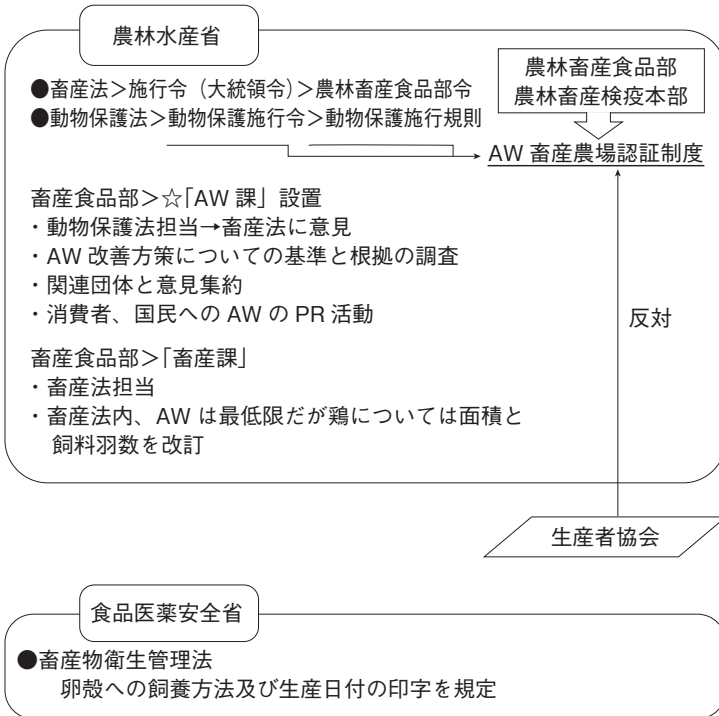 農林水産省
●畜産法＞施行令（大統領令）＞農林畜産食品部令
●動物保護法＞動物保護施行令＞動物保護施行規則
農林畜産食品部
農林畜産検疫本部
AW 畜産農場認証制度
畜産食品部＞☆「AW 課」設置
・動物保護法担当→畜産法に意見
・AW 改善方策についての基準と根拠の調査
・関連団体と意見集約
・消費者、国民への AW の PR 活動
反対
畜産食品部＞「畜産課」
・畜産法担当
・畜産法内、AW は最低限だが鶏については面積と
飼料羽数を改訂
生産者協会
食品医薬安全省
●畜産物衛生管理法
卵殻への飼養方法及び生産日付の印字を規定